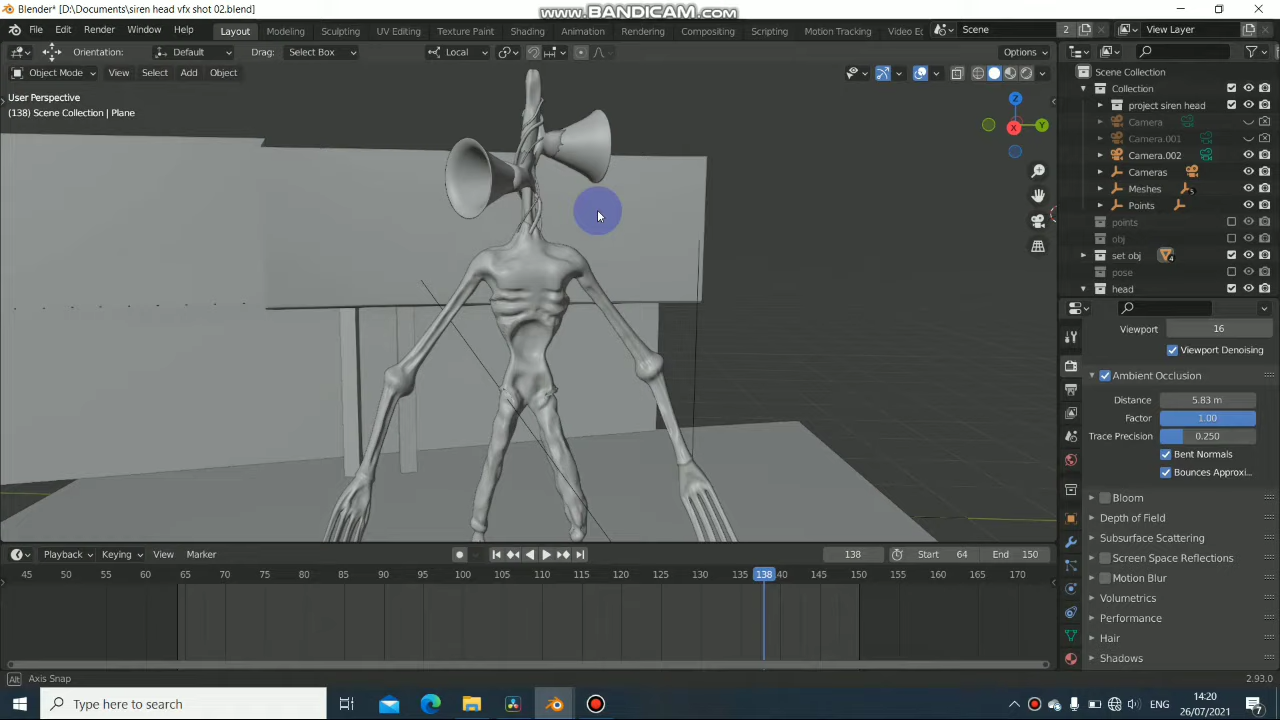 Blender* [D:\Documents\siren head vfx shot 02.blend]
www.BANDICAM.com
File Edit Render Window Help Layout Modeling Sculpting UV Editing Texture Paint Shading Animation Rendering Compositing Scripting Motion Tracking Video Ec Scene 2 View Layer
Orientation: Default Drag: Select Box Local Options
Object Mode View Select Add Object
User Perspective
(138) Scene Collection | Plane
Z
Y
X
Scene Collection
Collection
project siren head
Camera
Camera.001
Camera.002
Cameras
Meshes 5
Points
points
obj
set obj 4
pose
head
Viewport 16
Viewport Denoising
Ambient Occlusion
Distance 5.83 m
Factor 1.00
Trace Precision 0.250
Bent Normals
Bounces Approxi...
Bloom
Depth of Field
Subsurface Scattering
Screen Space Reflections
Motion Blur
Volumetrics
Performance
Hair
Shadows
Playback Keying View Marker 138 Start 64 End 150
45 50 55 60 65 70 75 80 85 90 95 100 105 110 115 120 125 130 135 138 40 145 150 155 160 165 170
Alt Axis Snap 2.93.0
Type here to search ENG 14:20 26/07/2021 7